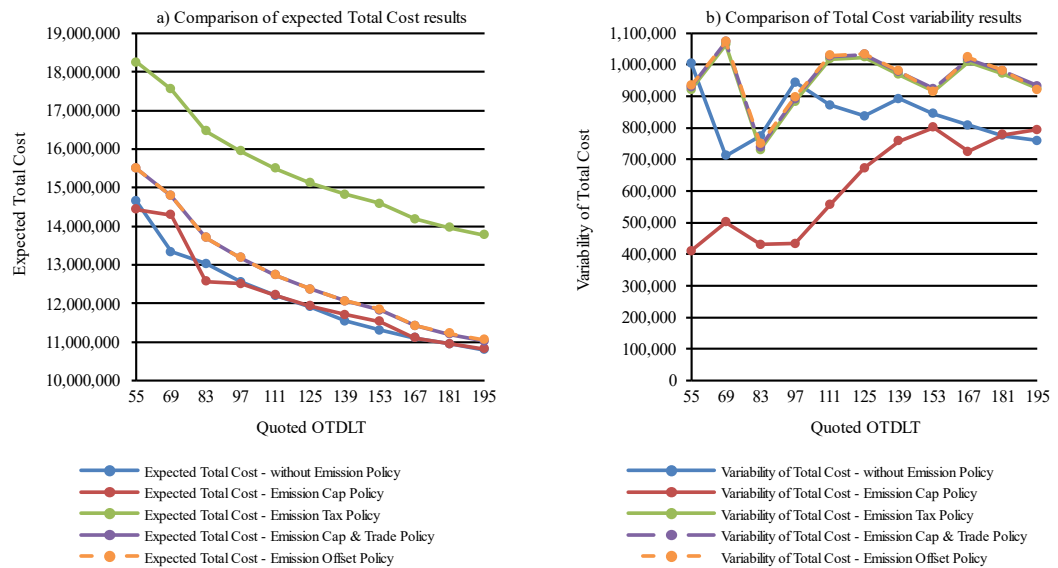 a) Comparison of expected Total Cost results
19,000,000
18,000,000
17,000,000
16,000,000
15,000,000
14,000,000
13,000,000
12,000,000
11,000,000
10,000,000
Expected Total Cost
55 69 83 97 111 125 139 153 167 181 195
Quoted OTDLT
Expected Total Cost - without Emission Policy
Expected Total Cost - Emission Cap Policy
Expected Total Cost - Emission Tax Policy
Expected Total Cost - Emission Cap & Trade Policy
Expected Total Cost - Emission Offset Policy
b) Comparison of Total Cost variability results
1,100,000
1,000,000
900,000
800,000
700,000
600,000
500,000
400,000
300,000
200,000
100,000
0
Variability of Total Cost
55 69 83 97 111 125 139 153 167 181 195
Quoted OTDLT
Variability of Total Cost - without Emission Policy
Variability of Total Cost - Emission Cap Policy
Variability of Total Cost - Emission Tax Policy
Variability of Total Cost - Emission Cap & Trade Policy
Variability of Total Cost - Emission Offset Policy